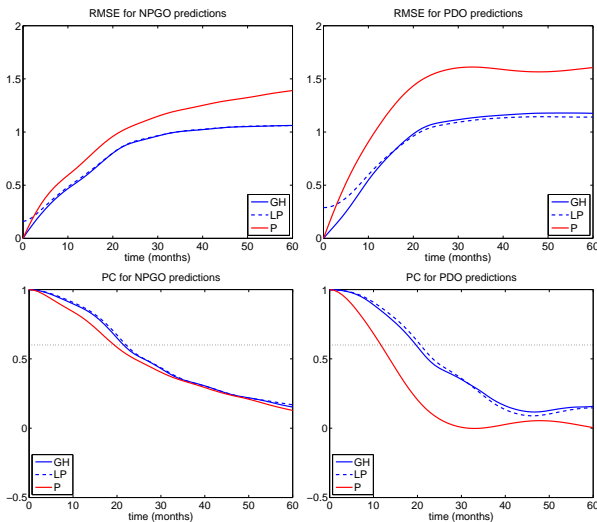 RMSE for NPGO predictions
2
1.5
1
0.5
0
0 10 20 30 40 50 60
time (months)
GH
LP
P
RMSE for PDO predictions
2
1.5
1
0.5
0
0 10 20 30 40 50 60
time (months)
GH
LP
P
PC for NPGO predictions
1
0.5
0
−0.5
0 10 20 30 40 50 60
time (months)
GH
LP
P
PC for PDO predictions
1
0.5
0
−0.5
0 10 20 30 40 50 60
time (months)
GH
LP
P